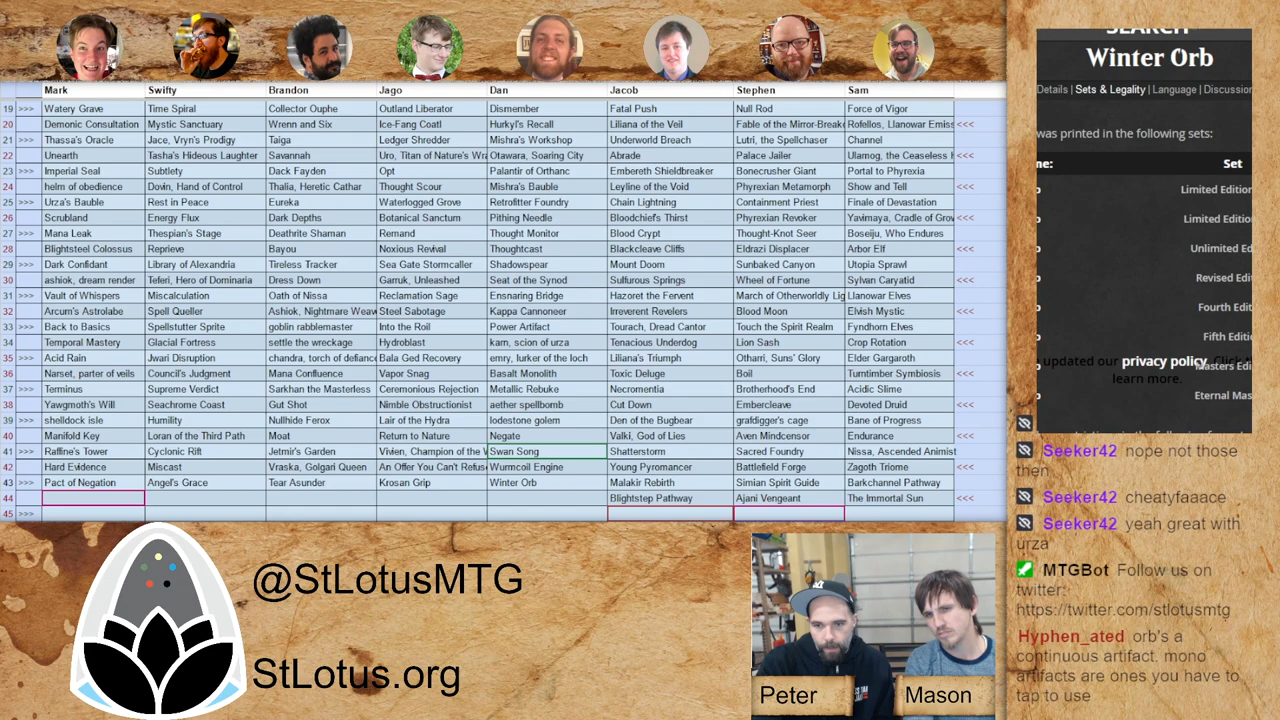 Mark Swifty Brandon Jago Dan Jacob Stephen Sam
19 >>> Watery Grave Time Spiral Collector Ouphe Outland Liberator Dismember Fatal Push Null Rod Force of Vigor
20 Demonic Consultation Mystic Sanctuary Wrenn and Six Ice-Fang Coatl Hurkyl's Recall Liliana of the Veil Fable of the Mirror-Breake Rofellos, Llanowar Emiss <<<
21 >>> Thassa's Oracle Jace, Vryn's Prodigy Taiga Ledger Shredder Mishra's Workshop Underworld Breach Lutri, the Spellchaser Channel
22 Unearth Tasha's Hideous Laughter Savannah Uro, Titan of Nature's Wra Otawara, Soaring City Abrade Palace Jailer Ulamog, the Ceaseless H <<<
23 >>> Imperial Seal Subtlety Dack Fayden Opt Palantir of Orthanc Embereth Shieldbreaker Bonecrusher Giant Portal to Phyrexia
24 helm of obedience Dovin, Hand of Control Thalia, Heretic Cathar Thought Scour Mishra's Bauble Leyline of the Void Phyrexian Metamorph Show and Tell <<<
25 >>> Urza's Bauble Rest in Peace Eureka Waterlogged Grove Retrofitter Foundry Chain Lightning Containment Priest Finale of Devastation
26 Scrubland Energy Flux Dark Depths Botanical Sanctum Pithing Needle Bloodchief's Thirst Phyrexian Revoker Yavimaya, Cradle of Grov <<<
27 >>> Mana Leak Thespian's Stage Deathrite Shaman Remand Thought Monitor Blood Crypt Thought-Knot Seer Boseiju, Who Endures
28 Blightsteel Colossus Reprieve Bayou Noxious Revival Thoughtcast Blackcleave Cliffs Eldrazi Displacer Arbor Elf <<<
29 >>> Dark Confidant Library of Alexandria Tireless Tracker Sea Gate Stormcaller Shadowspear Mount Doom Sunbaked Canyon Utopia Sprawl
30 ashiok, dream render Teferi, Hero of Dominaria Dress Down Garruk, Unleashed Seat of the Synod Sulfurous Springs Wheel of Fortune Sylvan Caryatid <<<
31 >>> Vault of Whispers Miscalculation Oath of Nissa Reclamation Sage Ensnaring Bridge Hazoret the Fervent March of Otherworldly Lig Llanowar Elves
32 Arcum's Astrolabe Spell Queller Ashiok, Nightmare Weav Steel Sabotage Kappa Cannoneer Irreverent Revelers Blood Moon Elvish Mystic <<<
33 >>> Back to Basics Spellstutter Sprite goblin rabblemaster Into the Roil Power Artifact Tourach, Dread Cantor Touch the Spirit Realm Fyndhorn Elves
34 Temporal Mastery Glacial Fortress settle the wreckage Hydroblast karn, scion of urza Tenacious Underdog Lion Sash Crop Rotation <<<
35 >>> Acid Rain Jwari Disruption chandra, torch of defiance Bala Ged Recovery emry, lurker of the loch Liliana's Triumph Otharri, Suns' Glory Elder Gargaroth
36 Narset, parter of veils Council's Judgment Mana Confluence Vapor Snag Basalt Monolith Toxic Deluge Boil Turntimber Symbiosis <<<
37 >>> Terminus Supreme Verdict Sarkhan the Masterless Ceremonious Rejection Metallic Rebuke Necromentia Brotherhood's End Acidic Slime
38 Yawgmoth's Will Seachrome Coast Gut Shot Nimble Obstructionist aether spellbomb Cut Down Embercleave Devoted Druid <<<
39 >>> shelldock isle Humility Nullhide Ferox Lair of the Hydra lodestone golem Den of the Bugbear grafdigger's cage Bane of Progress
40 Manifold Key Loran of the Third Path Moat Return to Nature Negate Valki, God of Lies Aven Mindcensor Endurance <<<
41 >>> Raffine's Tower Cyclonic Rift Jetmir's Garden Vivien, Champion of the W Swan Song Shatterstorm Sacred Foundry Nissa, Ascended Animist
42 Hard Evidence Miscast Vraska, Golgari Queen An Offer You Can't Refuse Wurmcoil Engine Young Pyromancer Battlefield Forge Zagoth Triome <<<
43 >>> Pact of Negation Angel's Grace Tear Asunder Krosan Grip Winter Orb Malakir Rebirth Simian Spirit Guide Barkchannel Pathway
44 Blightstep Pathway Ajani Vengeant The Immortal Sun <<<
45 >>>
SEARCH
Winter Orb
Details | Sets & Legality | Language | Discussion
was printed in the following sets:
me: Set
Limited Edition
Limited Edition
Unlimited Ed
Revised Edit
Fourth Editi
Fifth Editi
updated our privacy policy. Click
Masters Edi
learn more.
Eternal Mas
Seeker42 nope not those
then
Seeker42 cheatyfaaace
Seeker42 yeah great with
urza
MTGBot Follow us on
twitter:
https://twitter.com/stlotusmtg
Hyphen_ated orb's a
continuous artifact. mono
artifacts are ones you have to
tap to use
@StLotusMTG
StLotus.org
Peter
Mason